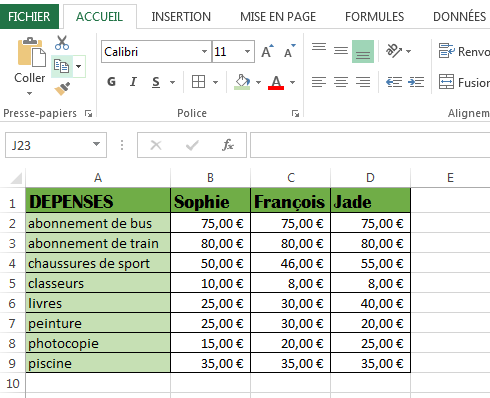 FICHIER ACCUEIL INSERTION MISE EN PAGE FORMULES DONNÉES
Calibri 11 A A Renvo
Coller G I S A Fusion
Presse-papiers Police Alignem
J23 fx
A B C D E
1 DEPENSES Sophie François Jade
2 abonnement de bus 75,00 € 75,00 € 75,00 €
3 abonnement de train 80,00 € 80,00 € 80,00 €
4 chaussures de sport 50,00 € 46,00 € 55,00 €
5 classeurs 10,00 € 8,00 € 8,00 €
6 livres 25,00 € 30,00 € 40,00 €
7 peinture 25,00 € 30,00 € 20,00 €
8 photocopie 15,00 € 20,00 € 25,00 €
9 piscine 35,00 € 35,00 € 35,00 €
10